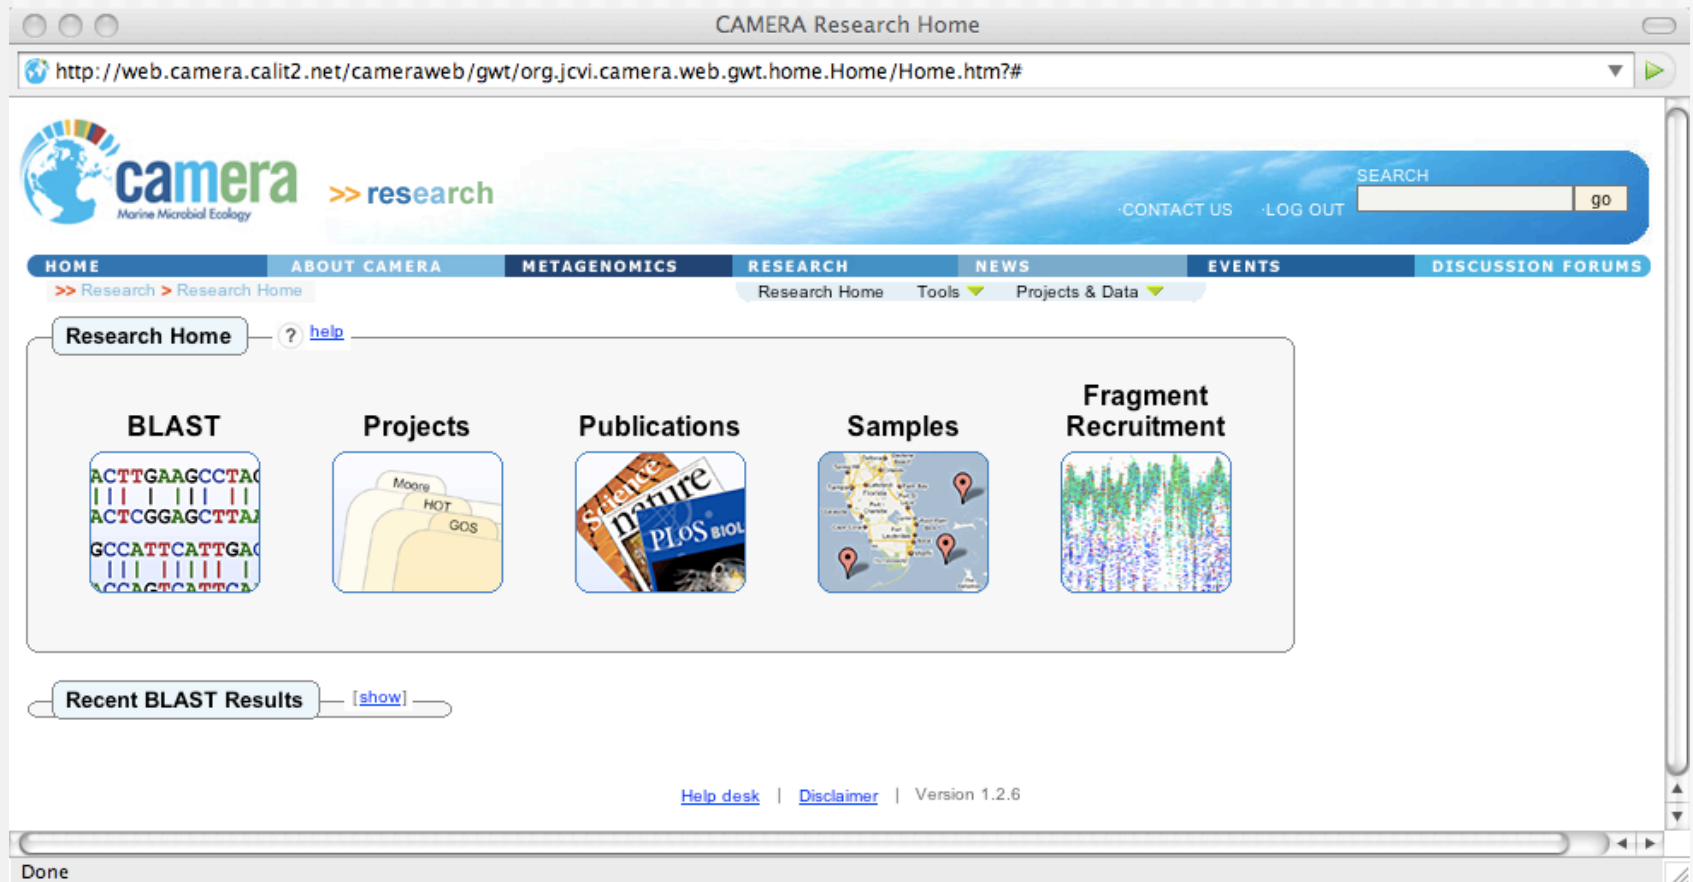 CAMERA Research Home
http://web.camera.calit2.net/cameraweb/gwt/org.jcvi.camera.web.gwt.home.Home/Home.htm?#
camera
Marine Microbial Ecology
>> research
·CONTACT US ·LOG OUT
SEARCH
go
HOME ABOUT CAMERA METAGENOMICS RESEARCH NEWS EVENTS DISCUSSION FORUMS
>> Research > Research Home
Research Home Tools Projects & Data
Research Home ? help
BLAST
ACTTGAAGCCTAC
ACTCGGAGCTTA
GCCATTCATTGAC
ACCAGTCATTCA
Projects
Moore
HOT
GOS
Publications
Science
nature
PLoS BIOL
Samples
Florida
Fragment
Recruitment
Recent BLAST Results [show]
Help desk | Disclaimer | Version 1.2.6
Done